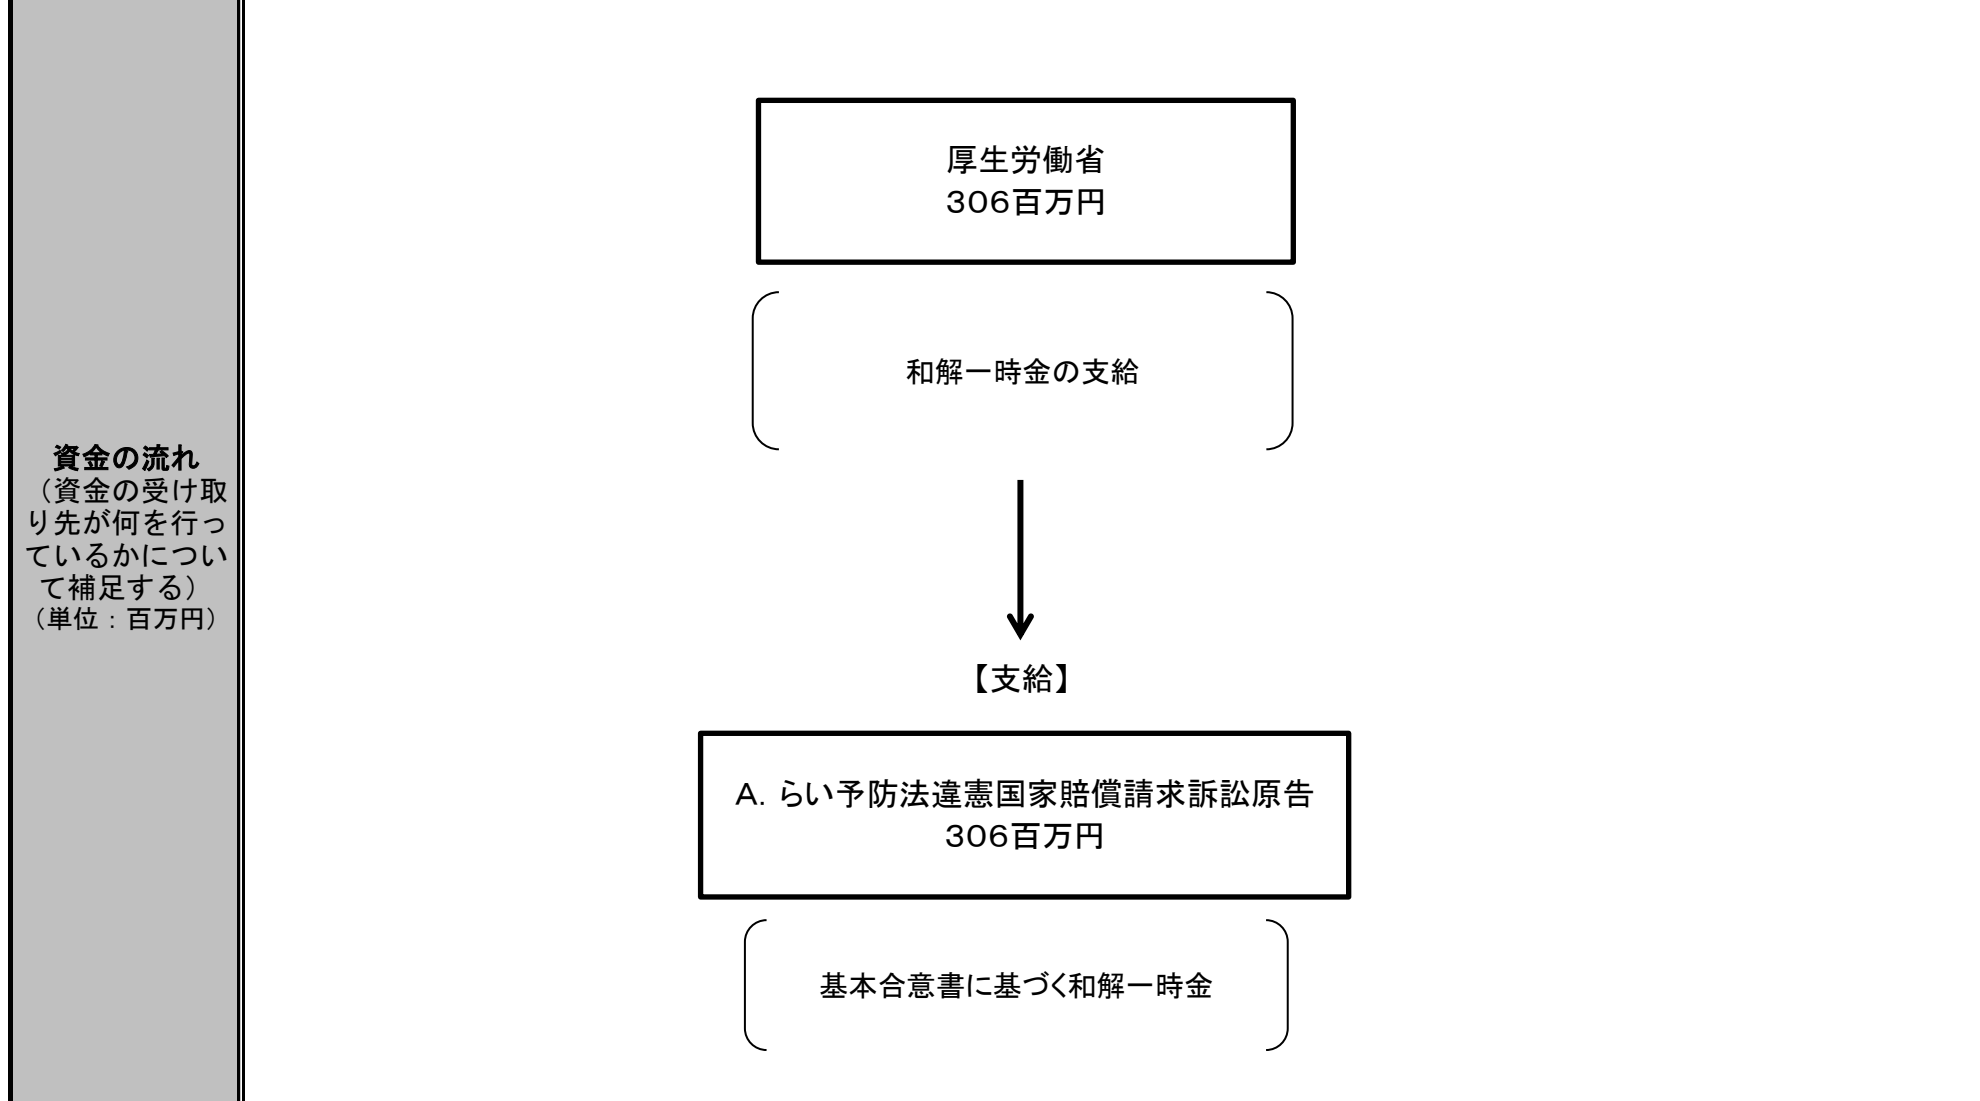 資金の流れ
（資金の受け取
り先が何を行っ
ているかについ
て補足する）
（単位：百万円）
厚生労働省
３０６百万円
和解一時金の支給
【支給】
Ａ．らい予防法違憲国家賠償請求訴訟原告
３０６百万円
基本合意書に基づく和解一時金